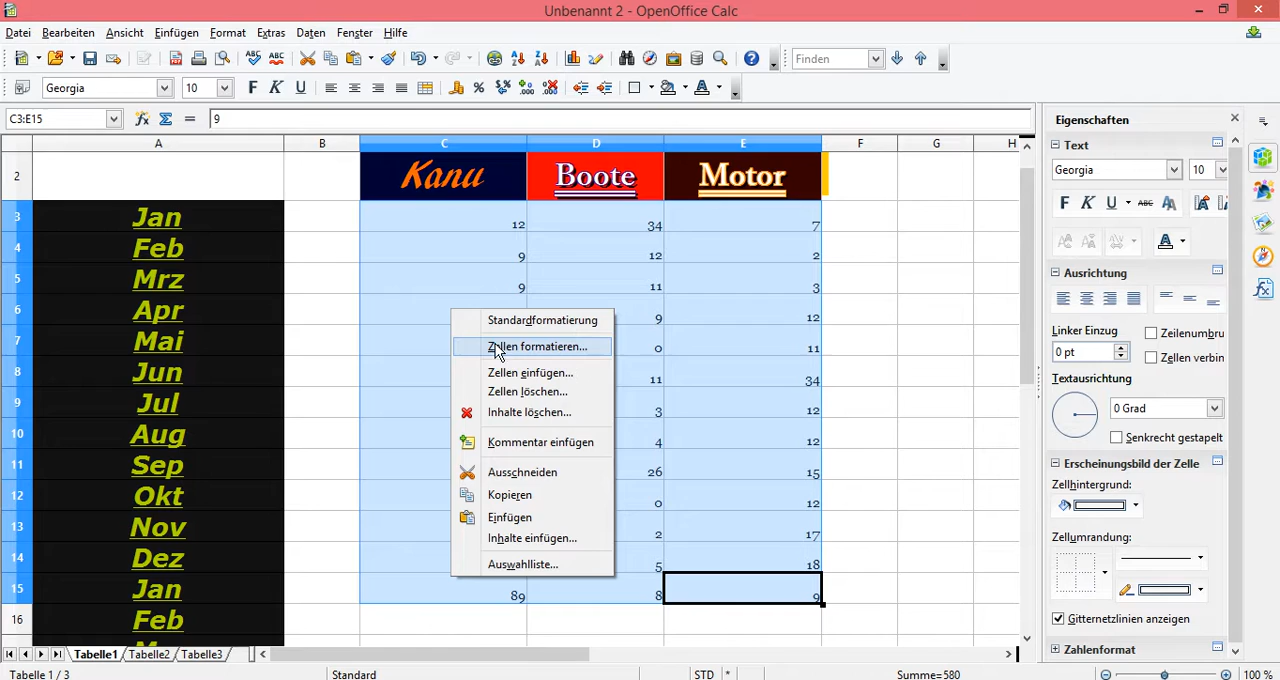 Unbenannt 2 - OpenOffice Calc
Datei Bearbeiten Ansicht Einfügen Format Extras Daten Fenster Hilfe
ABC ABC Finden
Georgia 10 F K U %
C3:E15 9
A B C D E F G H
2 Kanu Boote Motor
3 Jan 12 34 7
4 Feb 9 12 2
5 Mrz 9 11 3
6 Apr 9 12
7 Mai 0 11
8 Jun 11 34
9 Jul 3 12
10 Aug 4 12
11 Sep 26 15
12 Okt 0 12
13 Nov 2 17
14 Dez 5 18
15 Jan 89 8 9
16 Feb
Standardformatierung
Zellen formatieren...
Zellen einfügen...
Zellen löschen...
Inhalte löschen...
Kommentar einfügen
Ausschneiden
Kopieren
Einfügen
Inhalte einfügen...
Auswahlliste...
Eigenschaften
Text
Georgia 10
F K U ABC
Ausrichtung
Linker Einzug Zeilenumbru
0 pt Zellen verbin
Textausrichtung
0 Grad
Senkrecht gestapelt
Erscheinungsbild der Zelle
Zellhintergrund:
Zellumrandung:
Gitternetzlinien anzeigen
Zahlenformat
Tabelle1 Tabelle2 Tabelle3
Tabelle 1 / 3 Standard STD * Summe=580 100 %